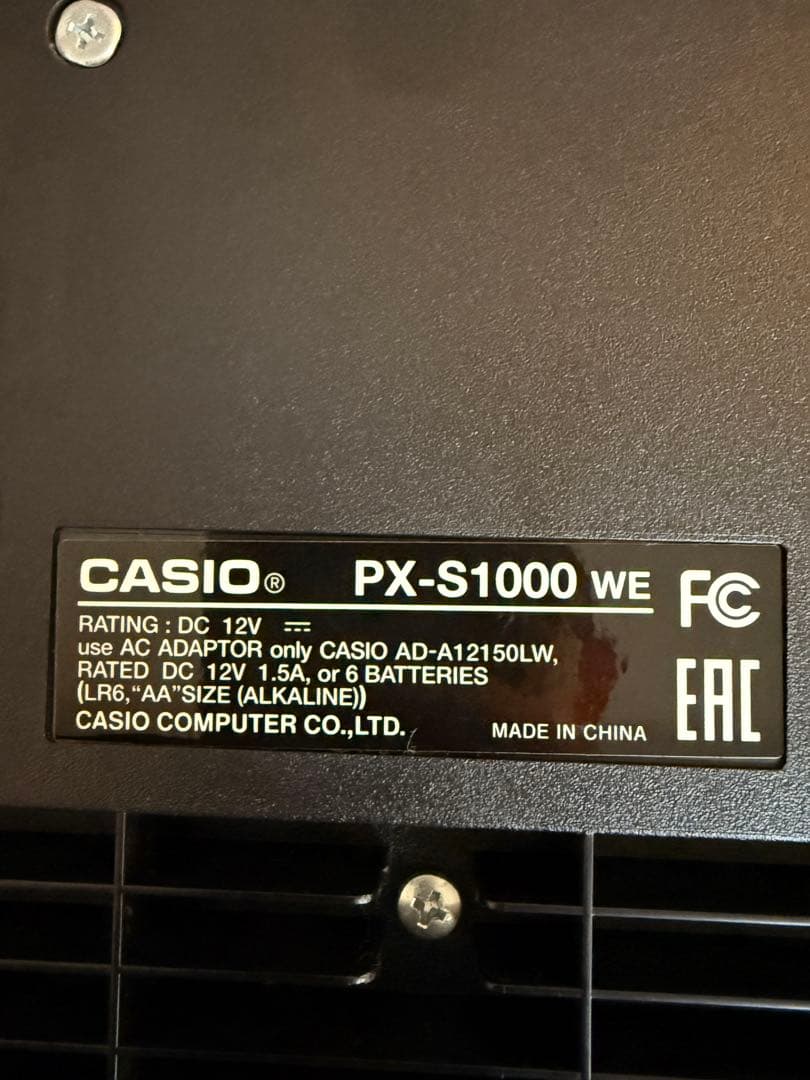 CASIO® PX-S1000 WE FC
RATING : DC 12V ⎓
use AC ADAPTOR only CASIO AD-A12150LW,
RATED DC 12V 1.5A, or 6 BATTERIES
(LR6,“AA”SIZE (ALKALINE))
CASIO COMPUTER CO.,LTD. MADE IN CHINA
EAC